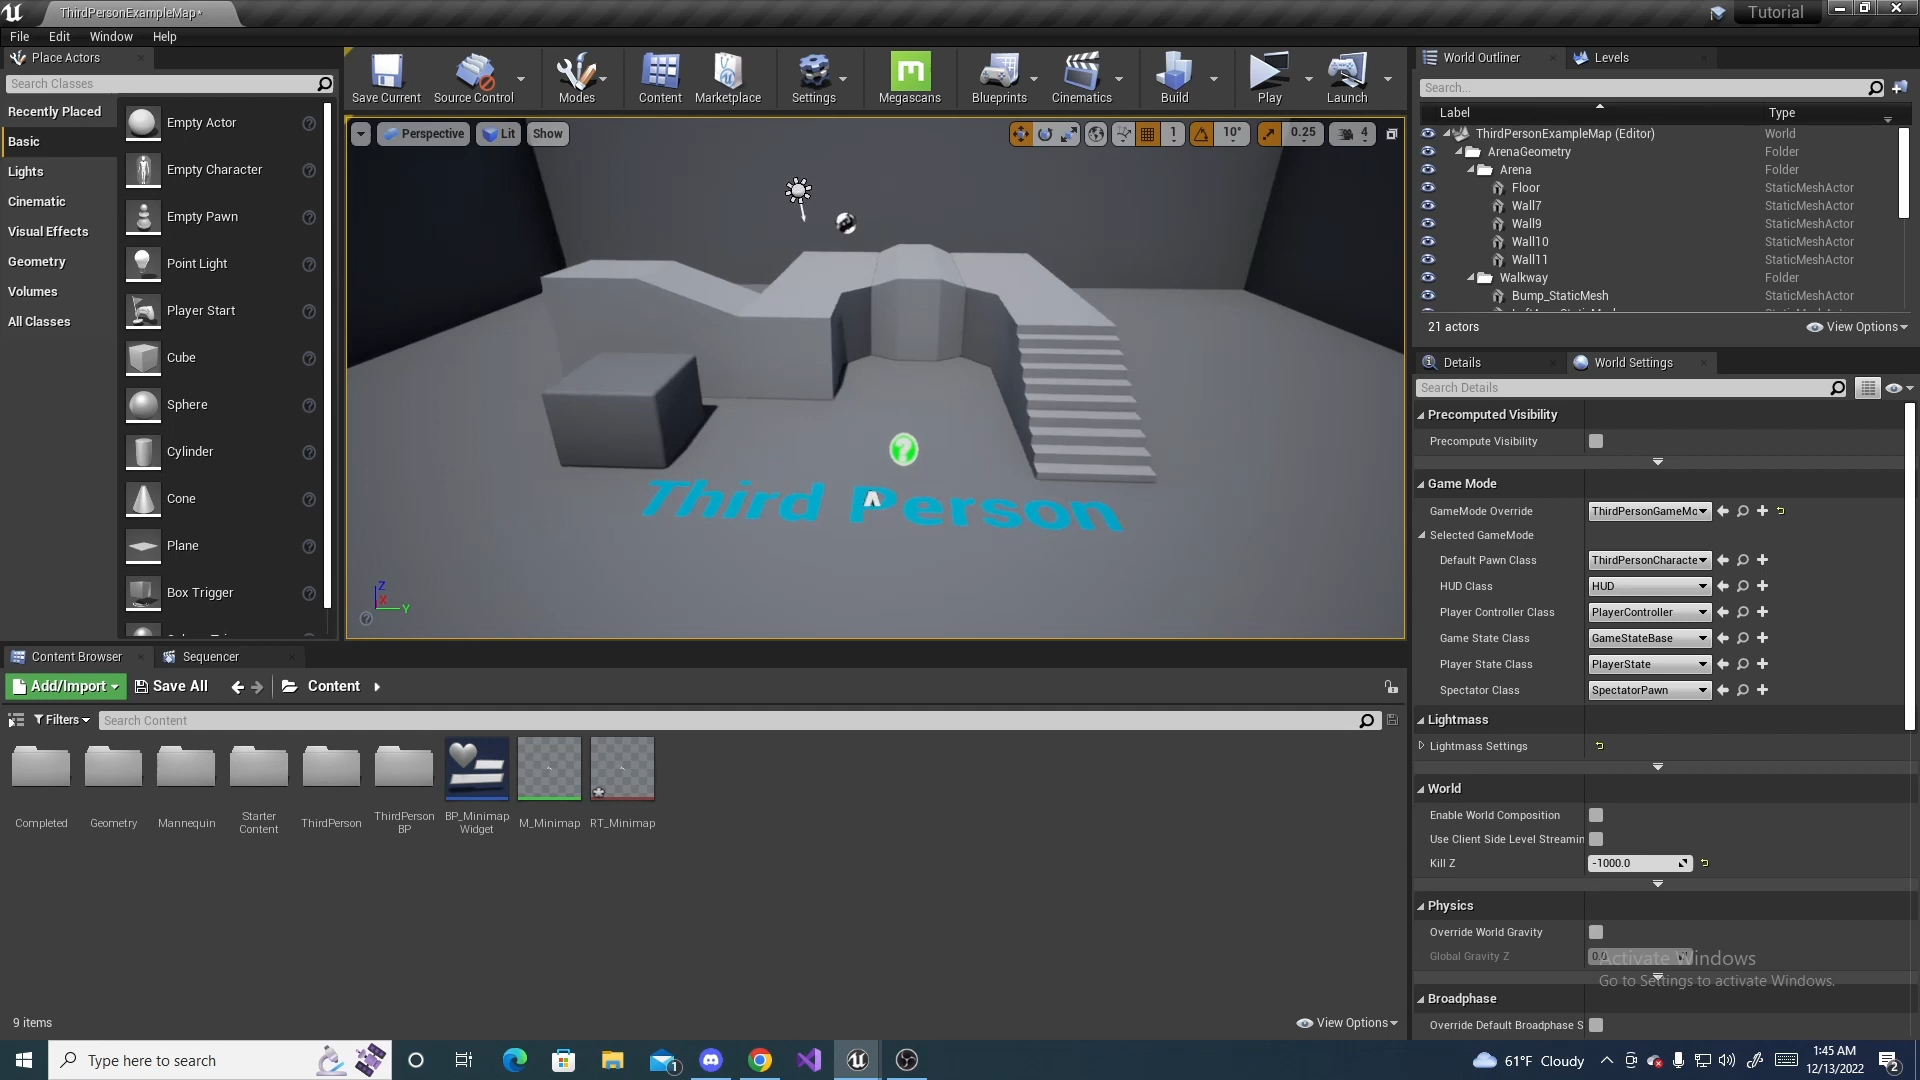 ThirdPersonExampleMap*
Tutorial
File Edit Window Help
Place Actors
Search Classes
Recently Placed
Basic
Lights
Cinematic
Visual Effects
Geometry
Volumes
All Classes
Empty Actor
Empty Character
Empty Pawn
Point Light
Player Start
Cube
Sphere
Cylinder
Cone
Plane
Box Trigger
Save Current
Source Control
Modes
Content
Marketplace
Settings
Megascans
Blueprints
Cinematics
Build
Play
Launch
Perspective
Lit
Show
1
10°
0.25
4
Third Person
Z
X
Y
World Outliner
Levels
Search...
Label Type
ThirdPersonExampleMap (Editor) World
ArenaGeometry Folder
Arena Folder
Floor StaticMeshActor
Wall7 StaticMeshActor
Wall9 StaticMeshActor
Wall10 StaticMeshActor
Wall11 StaticMeshActor
Walkway Folder
Bump_StaticMesh StaticMeshActor
21 actors
View Options
Details
World Settings
Search Details
Precomputed Visibility
Precompute Visibility
Game Mode
GameMode Override ThirdPersonGameMo
Selected GameMode
Default Pawn Class ThirdPersonCharacte
HUD Class HUD
Player Controller Class PlayerController
Game State Class GameStateBase
Player State Class PlayerState
Spectator Class SpectatorPawn
Lightmass
Lightmass Settings
World
Enable World Composition
Use Client Side Level Streamin
Kill Z -1000.0
Physics
Override World Gravity
Global Gravity Z 0.0
Activate Windows
Go to Settings to activate Windows.
Broadphase
Override Default Broadphase S
Content Browser
Sequencer
Add/Import
Save All
Content
Filters
Search Content
Completed
Geometry
Mannequin
Starter
Content
ThirdPerson
ThirdPerson
BP
BP_Minimap
Widget
M_Minimap
RT_Minimap
9 items
View Options
Type here to search
1
61°F Cloudy
1:45 AM
12/13/2022
2